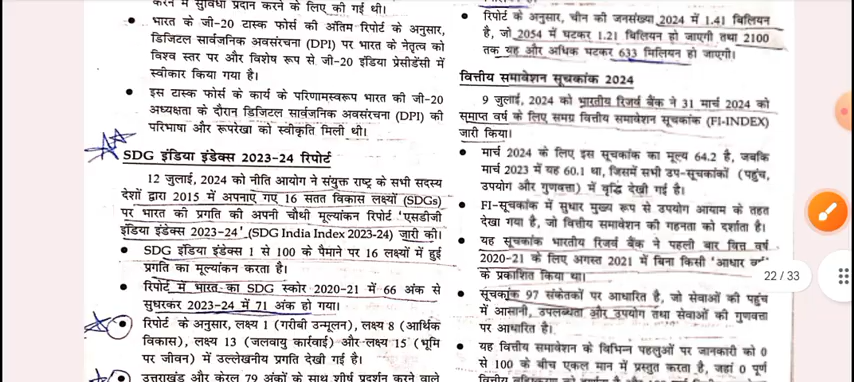 करने में सुविधा प्रदान करने के लिए की गई थी।
भारत के जी-20 टास्क फोर्स की अंतिम रिपोर्ट के अनुसार,
डिजिटल सार्वजनिक अवसंरचना (DPI) पर भारत के नेतृत्व को
विश्व स्तर पर और विशेष रूप से जी-20 इंडिया प्रेसीडेंसी में
स्वीकार किया गया है।
इस टास्क फोर्स के कार्य के परिणामस्वरूप भारत की जी-20
अध्यक्षता के दौरान डिजिटल सार्वजनिक अवसंरचना (DPI) की
परिभाषा और रूपरेखा को स्वीकृति मिली थी।
SDG इंडिया इंडेक्स 2023-24 रिपोर्ट
12 जुलाई, 2024 को नीति आयोग ने संयुक्त राष्ट्र के सभी सदस्य
देशों द्वारा 2015 में अपनाए गए 16 सतत विकास लक्ष्यों (SDGs)
पर भारत की प्रगति की अपनी चौथी मूल्यांकन रिपोर्ट 'एसडीजी
इंडिया इंडेक्स 2023-24' (SDG India Index 2023-24) जारी की।
SDG इंडिया इंडेक्स 1 से 100 के पैमाने पर 16 लक्ष्यों में हुई
प्रगति का मूल्यांकन करता है।
रिपोर्ट में भारत का SDG स्कोर 2020-21 में 66 अंक से
सुधरकर 2023-24 में 71 अंक हो गया।
रिपोर्ट के अनुसार, लक्ष्य 1 (गरीबी उन्मूलन), लक्ष्य 8 (आर्थिक
विकास), लक्ष्य 13 (जलवायु कार्रवाई) और लक्ष्य 15 (भूमि
पर जीवन) में उल्लेखनीय प्रगति देखी गई है।
उत्तराखंड और केरल 79 अंकों के साथ शीर्ष प्रदर्शन करने वाले
रिपोर्ट के अनुसार, चीन की जनसंख्या 2024 में 1.41 बिलियन
है, जो 2054 में घटकर 1.21 बिलियन हो जाएगी तथा 2100
तक यह और अधिक घटकर 633 मिलियन हो जाएगी।
वित्तीय समावेशन सूचकांक 2024
9 जुलाई, 2024 को भारतीय रिजर्व बैंक ने 31 मार्च 2024 को
समाप्त वर्ष के लिए समग्र वित्तीय समावेशन सूचकांक (FI-INDEX)
जारी किया।
मार्च 2024 के लिए इस सूचकांक का मूल्य 64.2 है, जबकि
मार्च 2023 में यह 60.1 था, जिसमें सभी उप-सूचकांकों (पहुंच,
उपयोग और गुणवत्ता) में वृद्धि देखी गई है।
FI-सूचकांक में सुधार मुख्य रूप से उपयोग आयाम के तहत
देखा गया है, जो वित्तीय समावेशन की गहनता को दर्शाता है।
यह सूचकांक भारतीय रिजर्व बैंक ने पहली बार वित्त वर्ष
2020-21 के लिए अगस्त 2021 में बिना किसी 'आधार वर्ष'
के प्रकाशित किया था।
22 / 33
सूचकांक 97 संकेतकों पर आधारित है, जो सेवाओं की पहुंच
में आसानी, उपलब्धता और उपयोग तथा सेवाओं की गुणवत्ता
पर आधारित है।
यह वित्तीय समावेशन के विभिन्न पहलुओं पर जानकारी को 0
से 100 के बीच एकल मान में प्रस्तुत करता है, जहां 0 पूर्ण